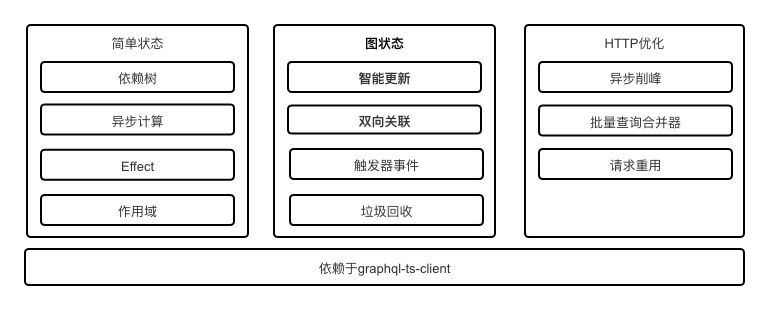 简单状态
依赖树
异步计算
Effect
作用域
图状态
智能更新
双向关联
触发器事件
垃圾回收
HTTP优化
异步削峰
批量查询合并器
请求重用
依赖于graphql-ts-client